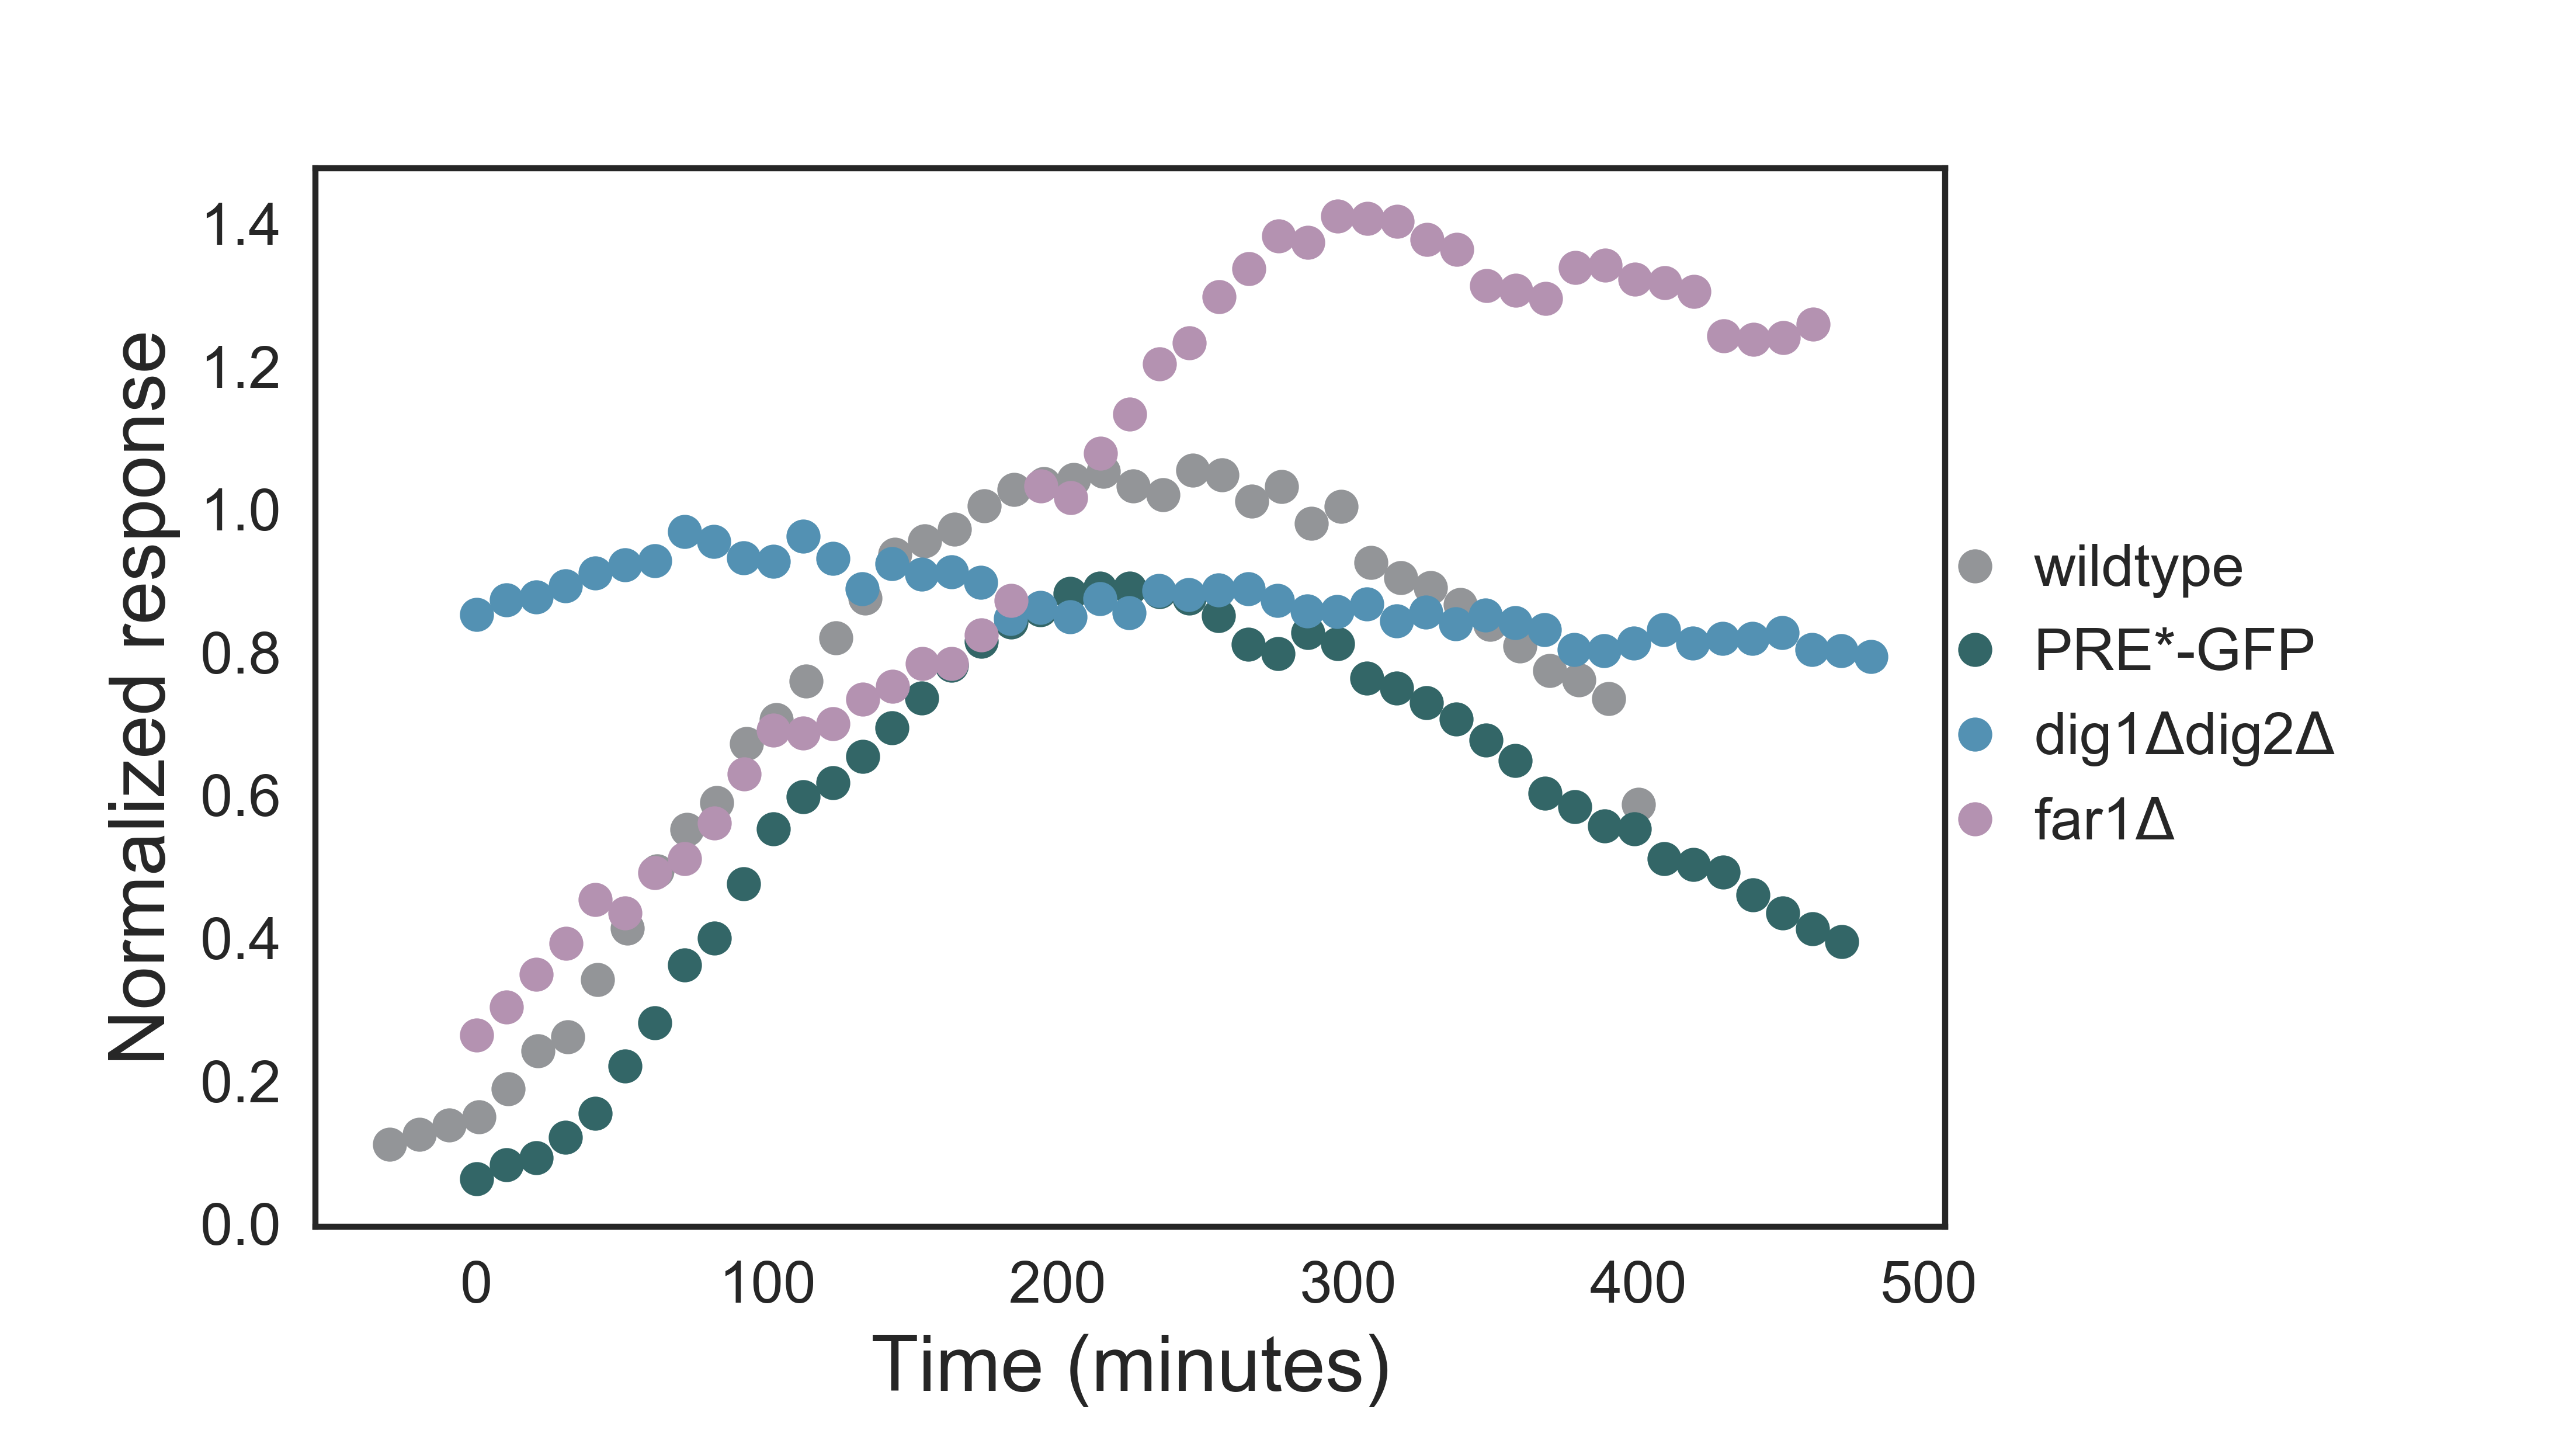 Normalized response
1.4
1.2
1.0
0.8
0.6
0.4
0.2
0.0
0 100 200 300 400 500
Time (minutes)
wildtype
PRE*-GFP
dig1Δdig2Δ
far1Δ